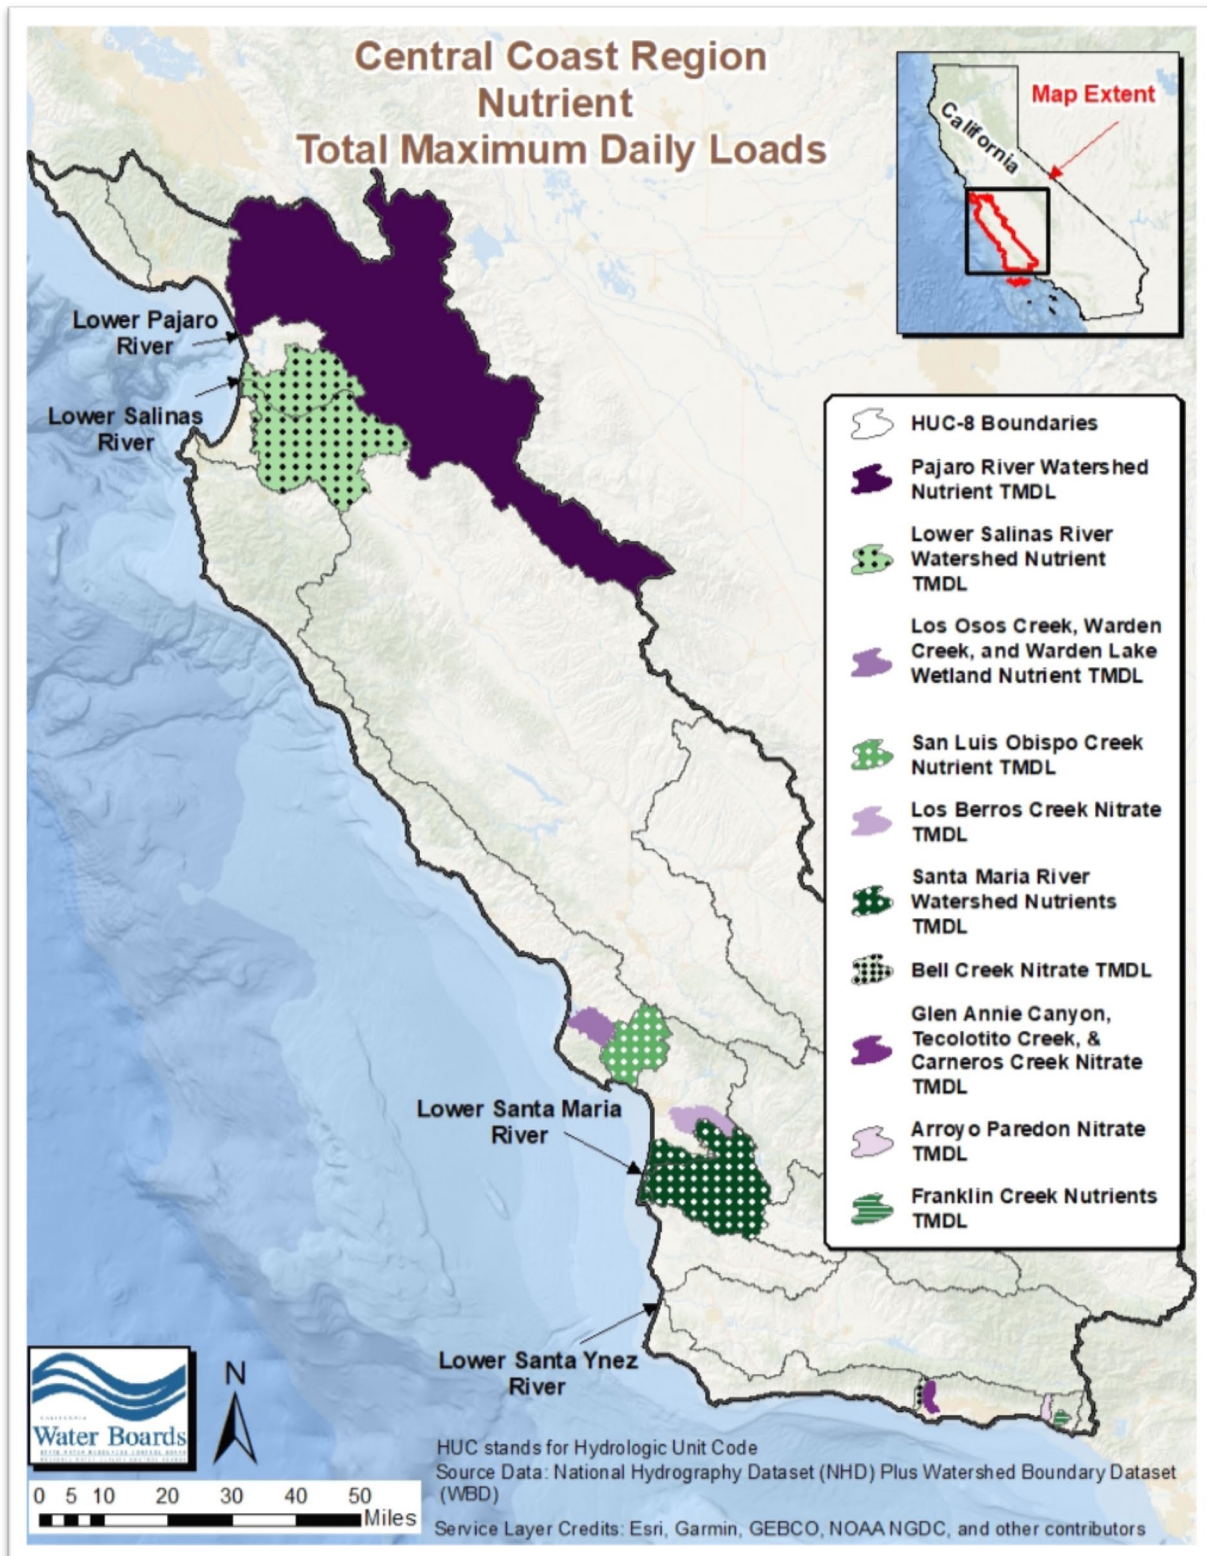 Central Coast Region
Nutrient
Total Maximum Daily Loads
Map Extent
California
Lower Pajaro
River
Lower Salinas
River
HUC-8 Boundaries
Pajaro River Watershed
Nutrient TMDL
Lower Salinas River
Watershed Nutrient
TMDL
Los Osos Creek, Warden
Creek, and Warden Lake
Wetland Nutrient TMDL
San Luis Obispo Creek
Nutrient TMDL
Los Berros Creek Nitrate
TMDL
Santa Maria River
Watershed Nutrients
TMDL
Bell Creek Nitrate TMDL
Glen Annie Canyon,
Tecolotito Creek, &
Carneros Creek Nitrate
TMDL
Arroyo Paredon Nitrate
TMDL
Franklin Creek Nutrients
TMDL
Lower Santa Maria
River
Lower Santa Ynez
River
N
CALIFORNIA
Water Boards
HUC stands for Hydrologic Unit Code
Source Data: National Hydrography Dataset (NHD) Plus Watershed Boundary Dataset
(WBD)
Service Layer Credits: Esri, Garmin, GEBCO, NOAA NGDC, and other contributors
0 5 10 20 30 40 50
Miles